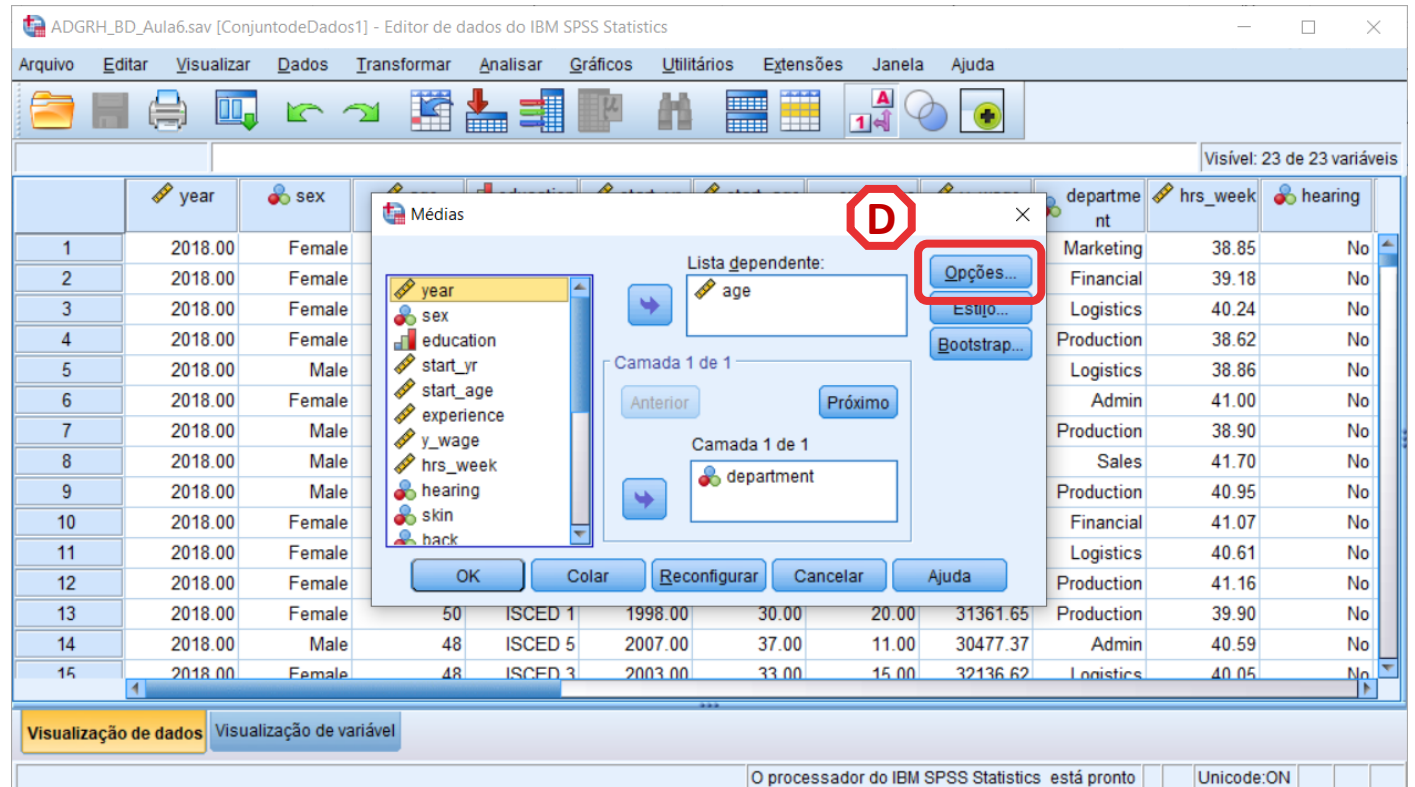 ADGRH_BD_Aula6.sav [ConjuntodeDados1] - Editor de dados do IBM SPSS Statistics
Arquivo Editar Visualizar Dados Transformar Analisar Gráficos Utilitários Extensões Janela Ajuda
Visível: 23 de 23 variáveis
year sex departme nt hrs_week hearing
1 2018.00 Female Marketing 38.85 No
2 2018.00 Female Financial 39.18 No
3 2018.00 Female Logistics 40.24 No
4 2018.00 Female Production 38.62 No
5 2018.00 Male Logistics 38.86 No
6 2018.00 Female Admin 41.00 No
7 2018.00 Male Production 38.90 No
8 2018.00 Male Sales 41.70 No
9 2018.00 Male Production 40.95 No
10 2018.00 Female Financial 41.07 No
11 2018.00 Female Logistics 40.61 No
12 2018.00 Female Production 41.16 No
13 2018.00 Female 50 ISCED 1 1998.00 30.00 20.00 31361.65 Production 39.90 No
14 2018.00 Male 48 ISCED 5 2007.00 37.00 11.00 30477.37 Admin 40.59 No
15 2018.00 Female 48 ISCED 3 2003.00 33.00 15.00 32136.62 Logistics 40.05 No
Médias
D
year
sex
education
start_yr
start_age
experience
y_wage
hrs_week
hearing
skin
back
Lista dependente:
age
Camada 1 de 1
Anterior Próximo
Camada 1 de 1
department
Opções...
Estilo...
Bootstrap...
OK Colar Reconfigurar Cancelar Ajuda
Visualização de dados Visualização de variável
O processador do IBM SPSS Statistics está pronto Unicode:ON